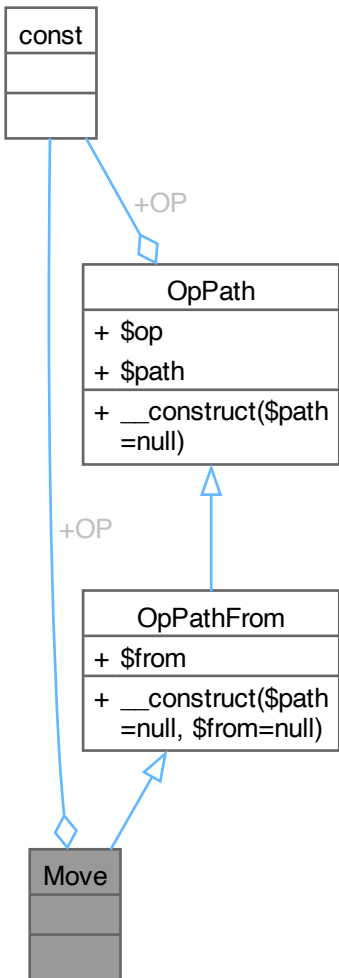 const
+OP
OpPath
+ $op
+ $path
+ __construct($path
=null)
+OP
OpPathFrom
+ $from
+ __construct($path
=null, $from=null)
Move